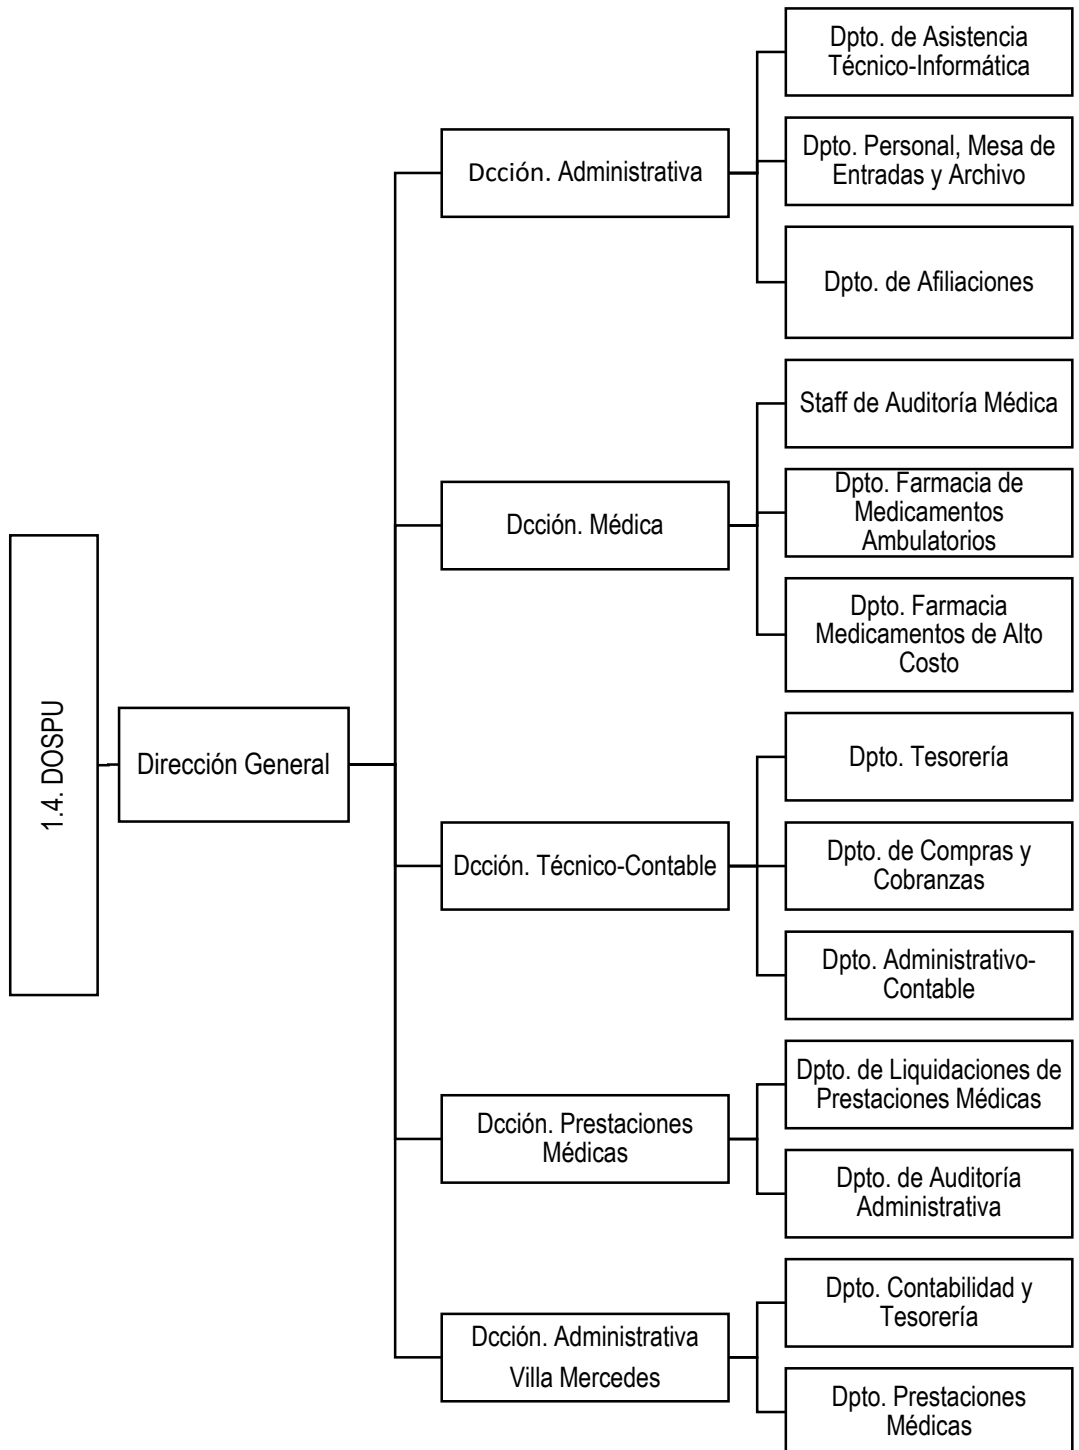 1.4. DOSPU
Dirección General
Dcción. Administrativa
Dpto. de Asistencia
Técnico-Informática
Dpto. Personal, Mesa de
Entradas y Archivo
Dpto. de Afiliaciones
Dcción. Médica
Staff de Auditoría Médica
Dpto. Farmacia de
Medicamentos
Ambulatorios
Dpto. Farmacia
Medicamentos de Alto
Costo
Dcción. Técnico-Contable
Dpto. Tesorería
Dpto. de Compras y
Cobranzas
Dpto. Administrativo-
Contable
Dcción. Prestaciones
Médicas
Dpto. de Liquidaciones de
Prestaciones Médicas
Dpto. de Auditoría
Administrativa
Dcción. Administrativa
Villa Mercedes
Dpto. Contabilidad y
Tesorería
Dpto. Prestaciones
Médicas